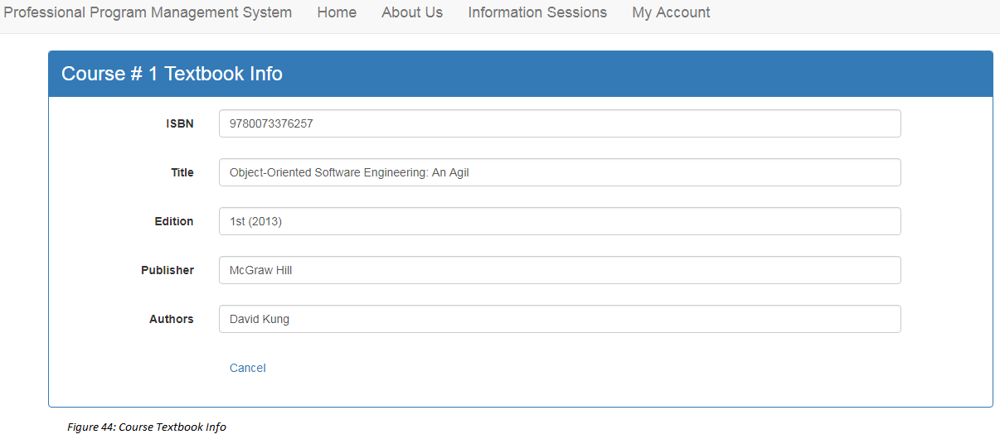 Professional Program Management System Home About Us Information Sessions My Account
Course # 1 Textbook Info
ISBN 9780073376257
Title Object-Oriented Software Engineering: An Agil
Edition 1st (2013)
Publisher McGraw Hill
Authors David Kung
Cancel
Figure 44: Course Textbook Info